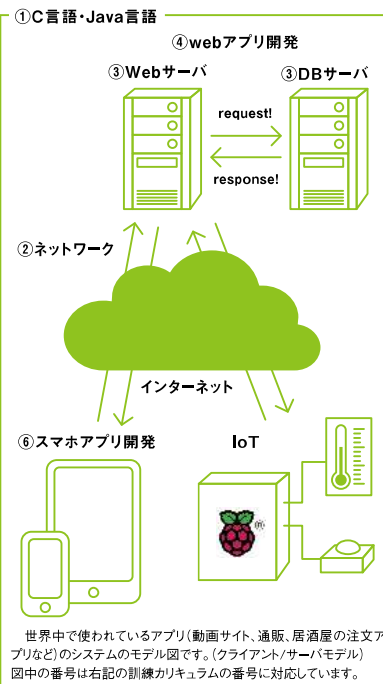 ①C言語・Java言語
④webアプリ開発
③Webサーバ
③DBサーバ
request!
response!
②ネットワーク
インターネット
⑥スマホアプリ開発
IoT
®
世界中で使われているアプリ(動画サイト、通販、居酒屋の注文ア
プリなど)のシステムのモデル図です。(クライアント/サーバモデル)
図中の番号は右記の訓練カリキュラムの番号に対応しています。